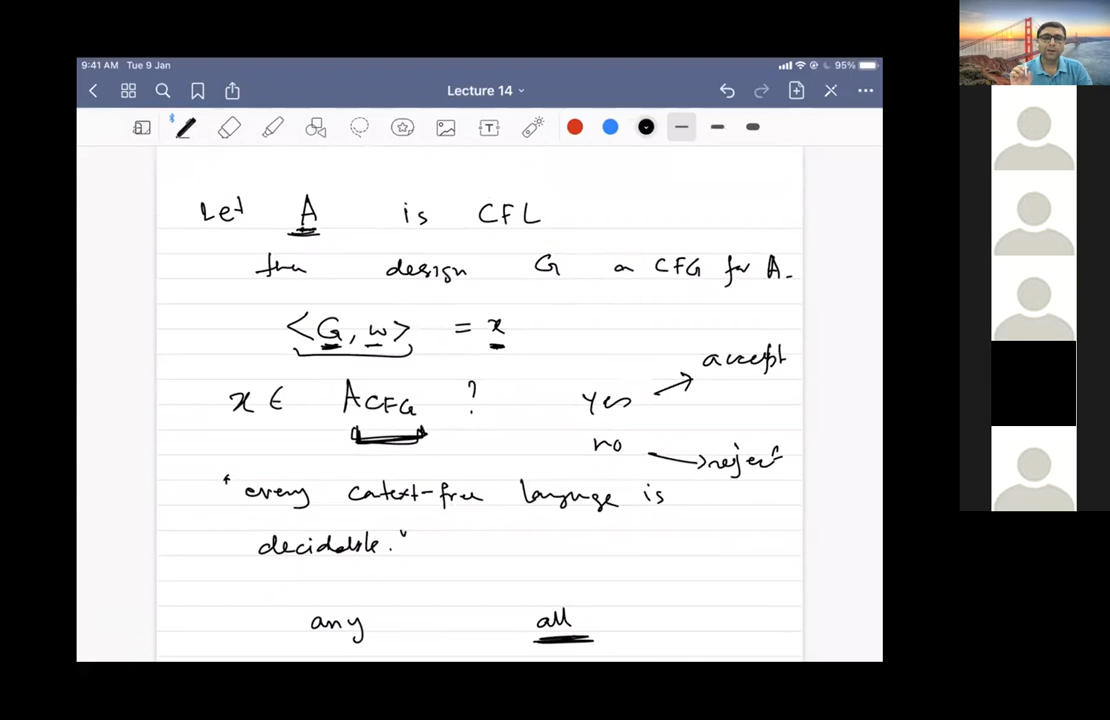 9:41 AM Tue 9 Jan
95%
Lecture 14
Let A is CFL
then design G a CFG for A.
<G, w> = x
accept
x ∈ ACFG ? yes
no reject
"every context-free language is
decidable."
any all